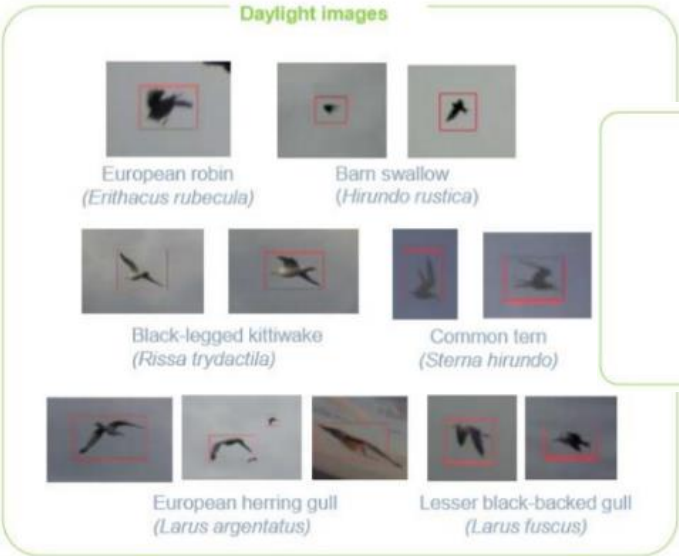 Daylight images
European robin
(Erithacus rubecula)
Barn swallow
(Hirundo rustica)
Black-legged kittiwake
(Rissa trydactila)
Common tern
(Sterna hirundo)
European herring gull
(Larus argentatus)
Lesser black-backed gull
(Larus fuscus)